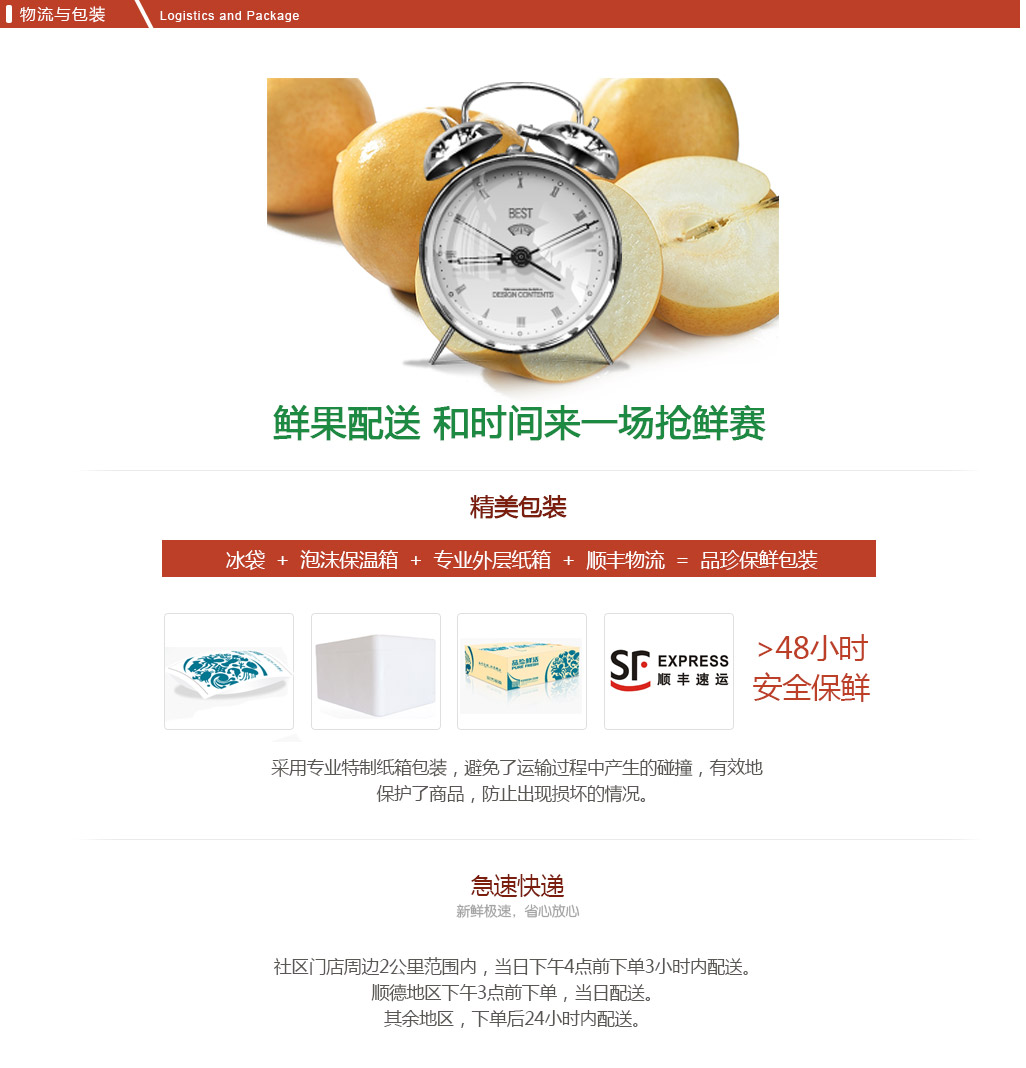 物流与包装
Logistics and Package
BEST
DESIGN CONTENTS
鲜果配送 和时间来一场抢鲜赛
精美包装
冰袋 + 泡沫保温箱 + 专业外层纸箱 + 顺丰物流 = 品珍保鲜包装
品珍鲜活
PURE FRESH
SF EXPRESS
顺丰速运
>48小时
安全保鲜
采用专业特制纸箱包装，避免了运输过程中产生的碰撞，有效地
保护了商品，防止出现损坏的情况。
急速快递
新鲜极速，省心放心
社区门店周边2公里范围内，当日下午4点前下单3小时内配送。
顺德地区下午3点前下单，当日配送。
其余地区，下单后24小时内配送。